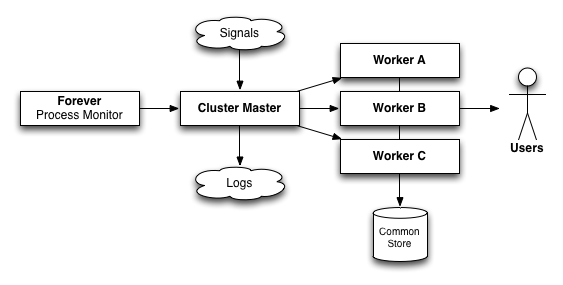 Signals
Forever
Process Monitor
Cluster Master
Worker A
Worker B
Worker C
Users
Logs
Common
Store